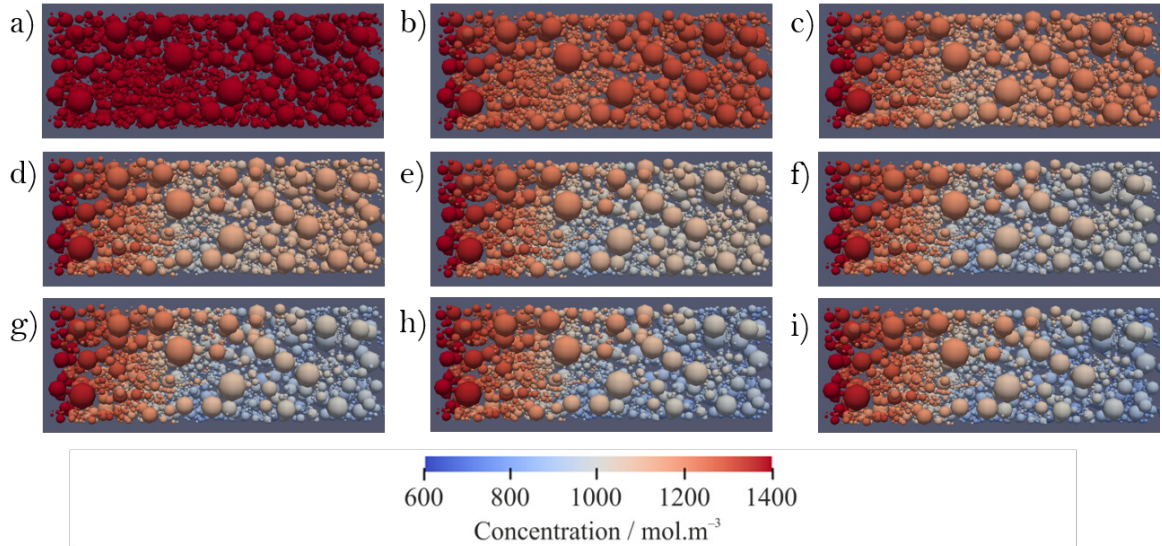 a) b) c)
d) e) f)
g) h) i)
600 800 1000 1200 1400
Concentration / mol.m⁻³